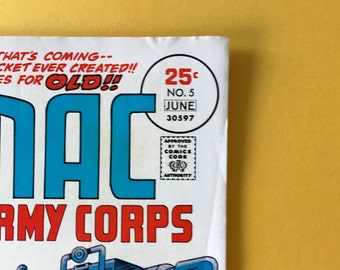 THAT'S COMING--
CKET EVER CREATED!!
ES FOR OLD!!
25¢
NO. 5
JUNE
30597
MAC
APPROVED
BY THE
COMICS
CODE
AUTHORITY
RMY CORPS